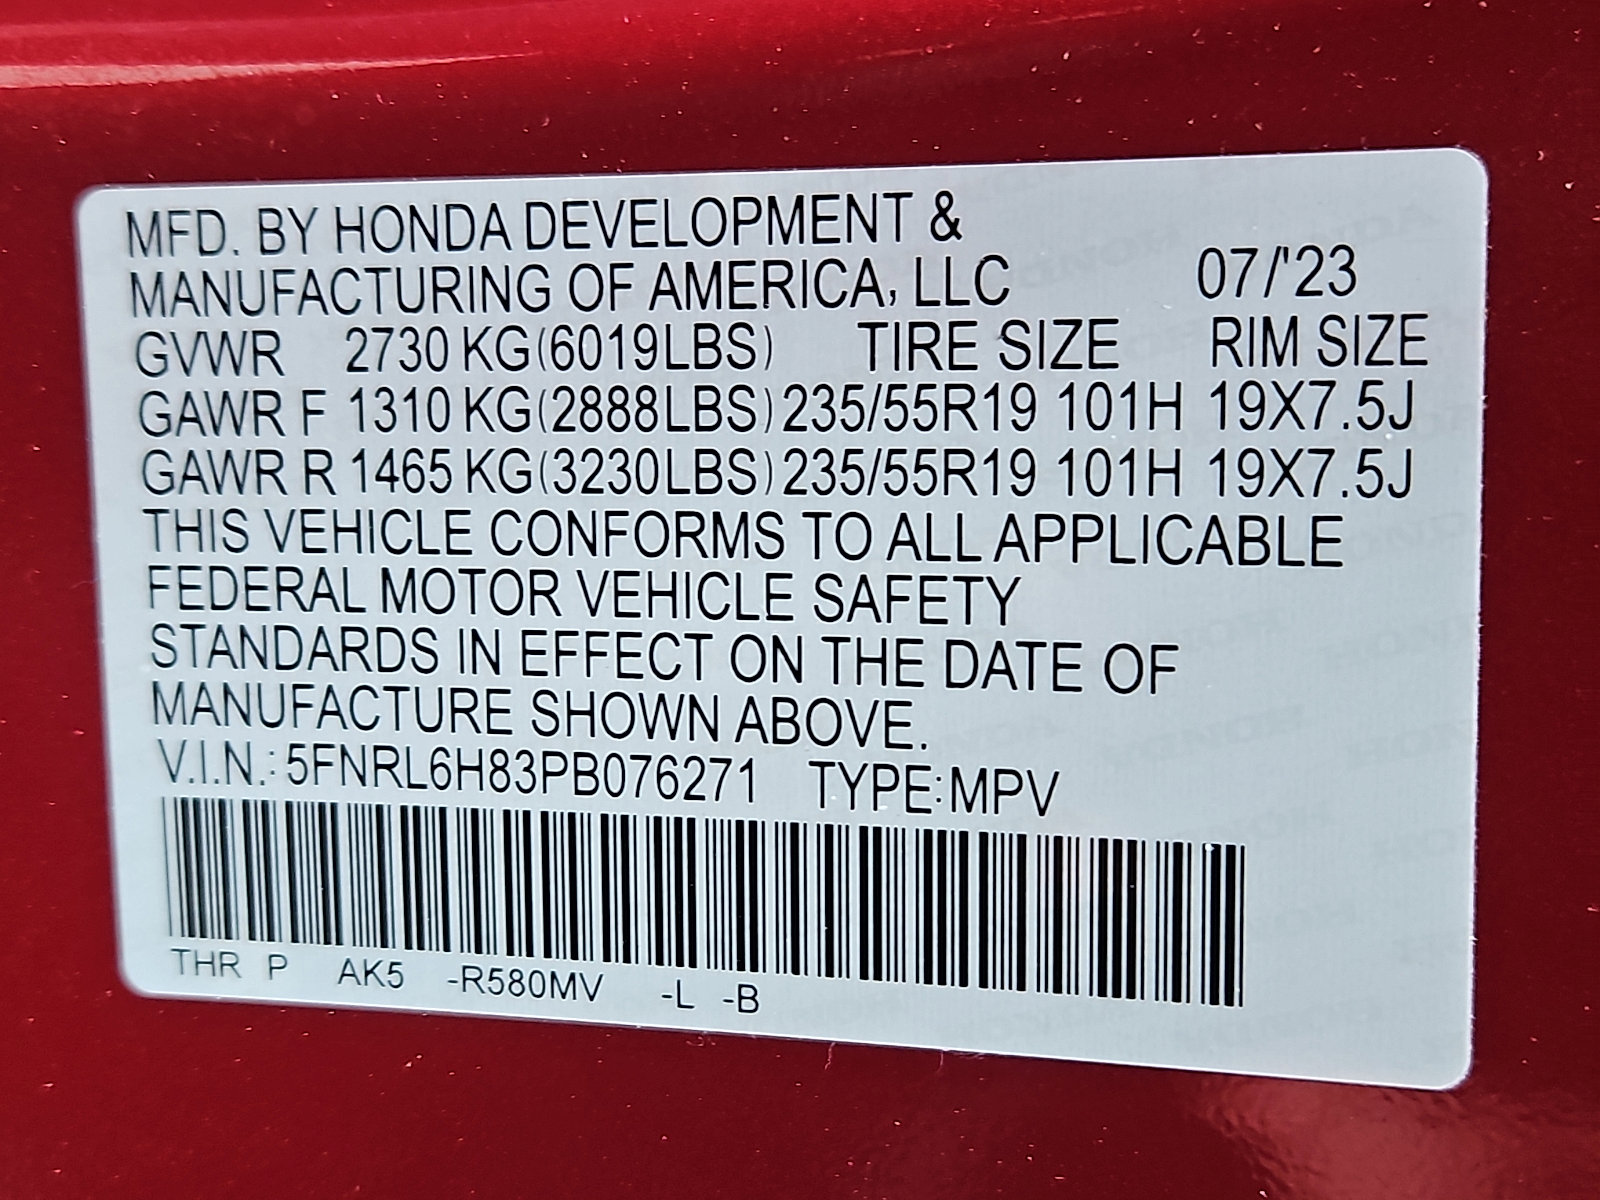 MFD. BY HONDA DEVELOPMENT &
MANUFACTURING OF AMERICA, LLC 07/'23
GVWR 2730 KG(6019LBS) TIRE SIZE RIM SIZE
GAWR F 1310 KG(2888LBS) 235/55R19 101H 19X7.5J
GAWR R 1465 KG(3230LBS) 235/55R19 101H 19X7.5J
THIS VEHICLE CONFORMS TO ALL APPLICABLE
FEDERAL MOTOR VEHICLE SAFETY
STANDARDS IN EFFECT ON THE DATE OF
MANUFACTURE SHOWN ABOVE.
V.I.N.: 5FNRL6H83PB076271 TYPE:MPV
THR P AK5 -R580MV -L -B